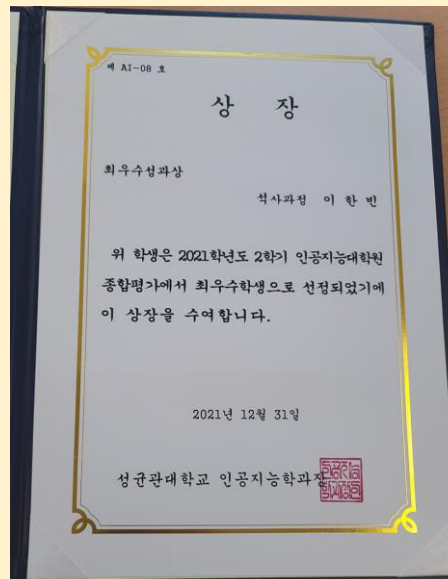 제 AI-08 호
상 장
최우수성과상
석사과정 이 한 빈
위 학생은 2021학년도 2학기 인공지능대학원
종합평가에서 최우수학생으로 선정되었기에
이 상장을 수여합니다.
2021년 12월 31일
성균관대학교 인공지능학과장